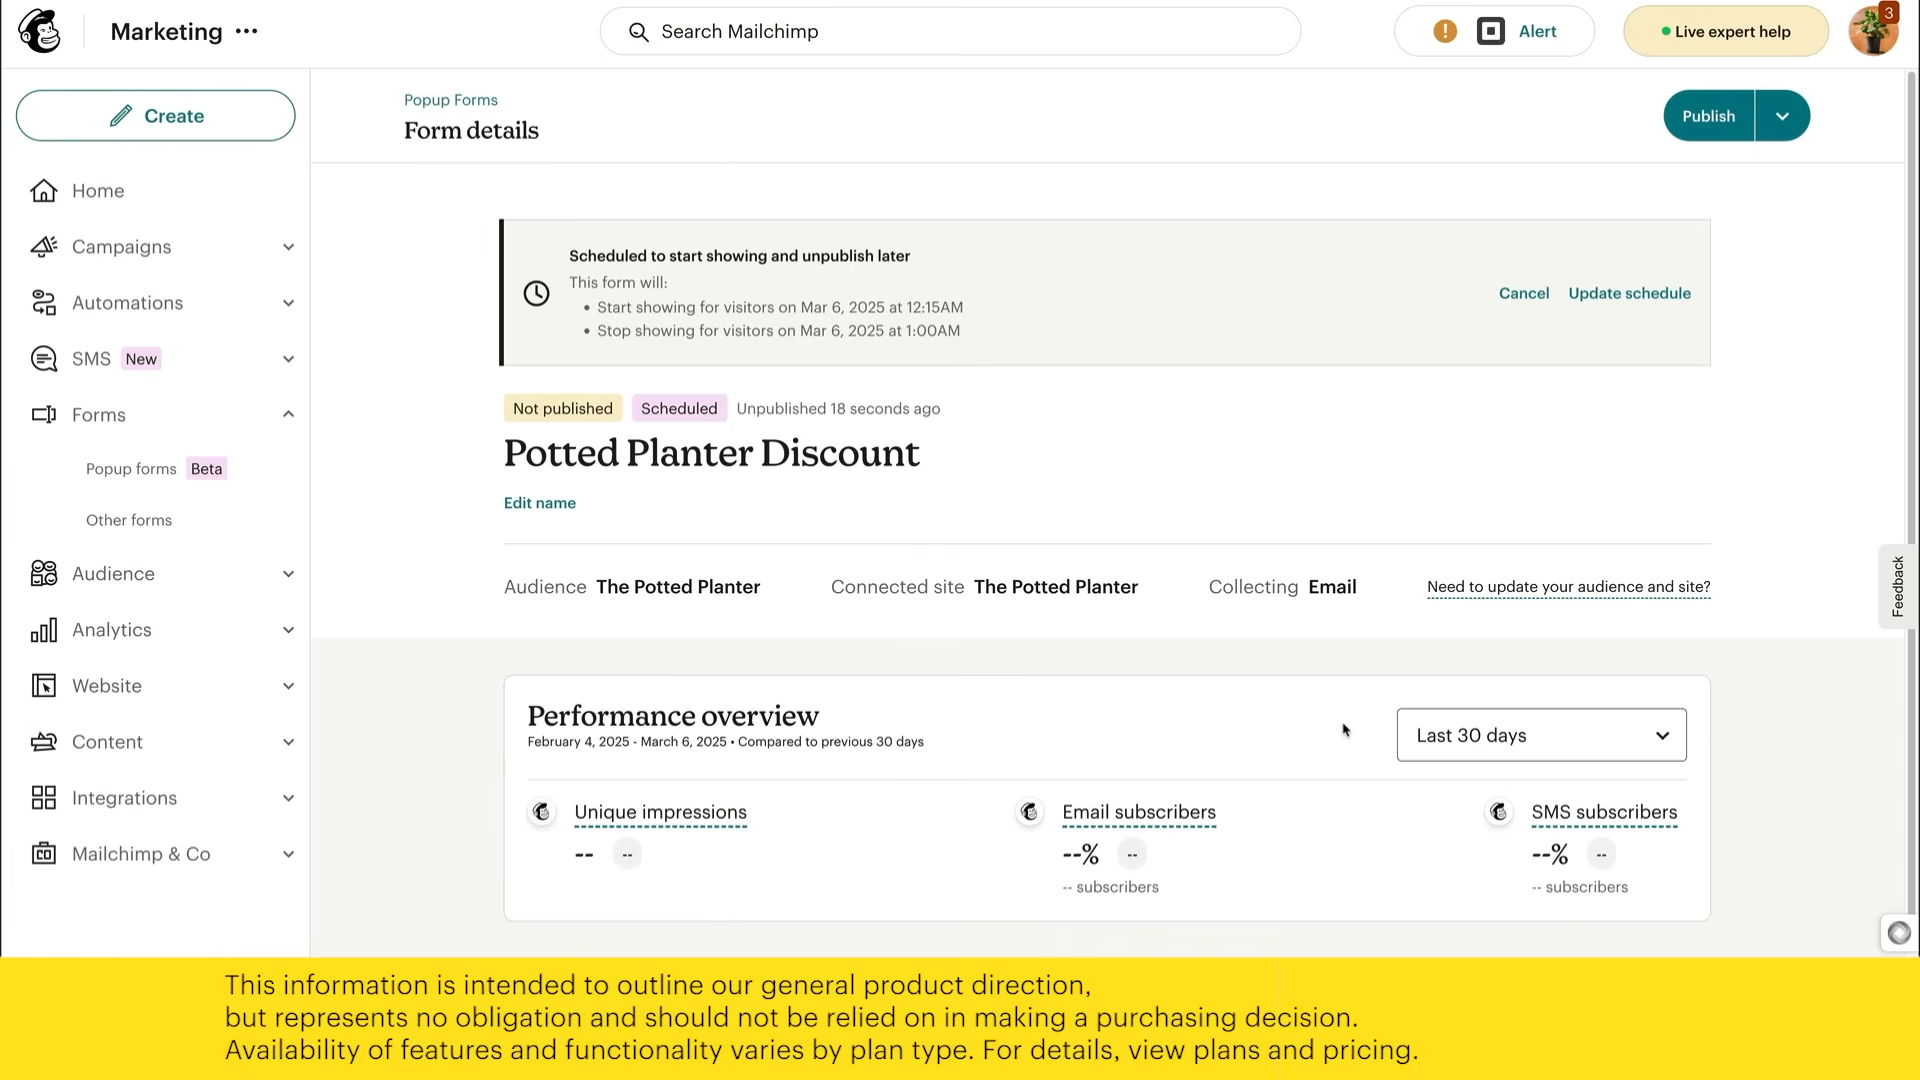 Marketing
Search Mailchimp
Alert
Live expert help
3
Create
Home
Campaigns
Automations
SMS New
Forms
Popup forms Beta
Other forms
Audience
Analytics
Website
Content
Integrations
Mailchimp & Co
Popup Forms
Form details
Publish
Scheduled to start showing and unpublish later
This form will:
• Start showing for visitors on Mar 6, 2025 at 12:15AM
• Stop showing for visitors on Mar 6, 2025 at 1:00AM
Cancel Update schedule
Not published Scheduled Unpublished 18 seconds ago
Potted Planter Discount
Edit name
Audience The Potted Planter Connected site The Potted Planter Collecting Email Need to update your audience and site?
Feedback
Performance overview
February 4, 2025 - March 6, 2025 • Compared to previous 30 days
Last 30 days
Unique impressions
-- --
Email subscribers
--% --
-- subscribers
SMS subscribers
--% --
-- subscribers
This information is intended to outline our general product direction,
but represents no obligation and should not be relied on in making a purchasing decision.
Availability of features and functionality varies by plan type. For details, view plans and pricing.